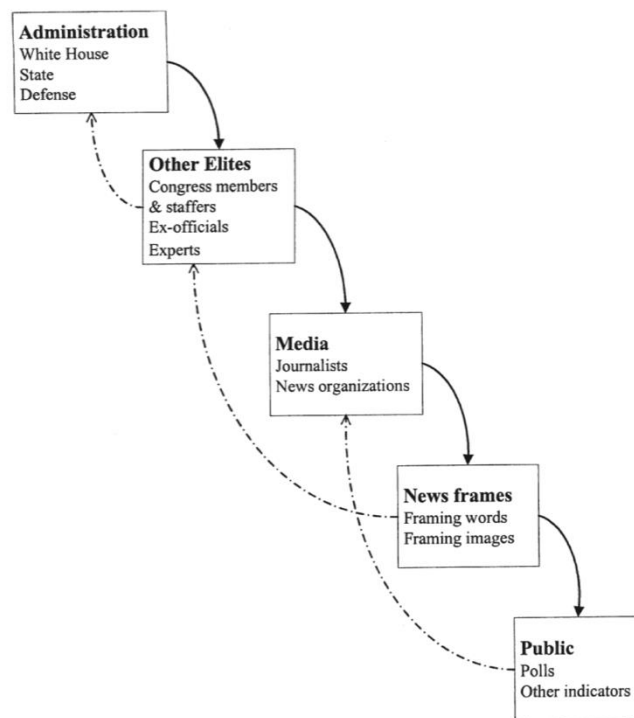 Administration
White House
State
Defense
Other Elites
Congress members
& staffers
Ex-officials
Experts
Media
Journalists
News organizations
News frames
Framing words
Framing images
Public
Polls
Other indicators